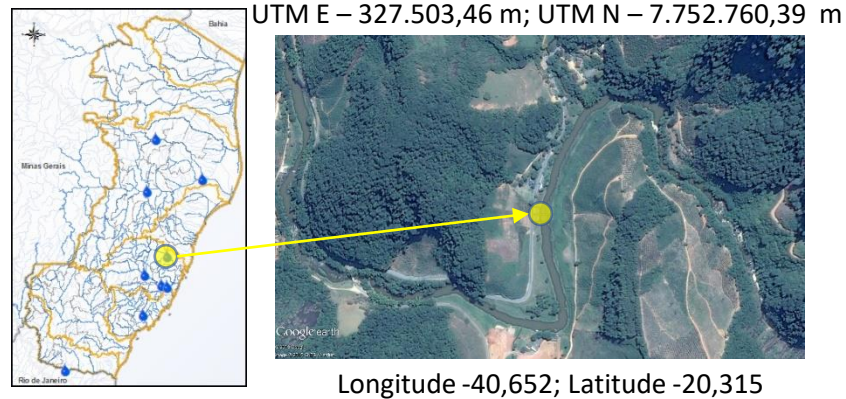 UTM E – 327.503,46 m; UTM N – 7.752.760,39 m
Bahia
Minas Gerais
Rio de Janeiro
Google earth
Longitude -40,652; Latitude -20,315